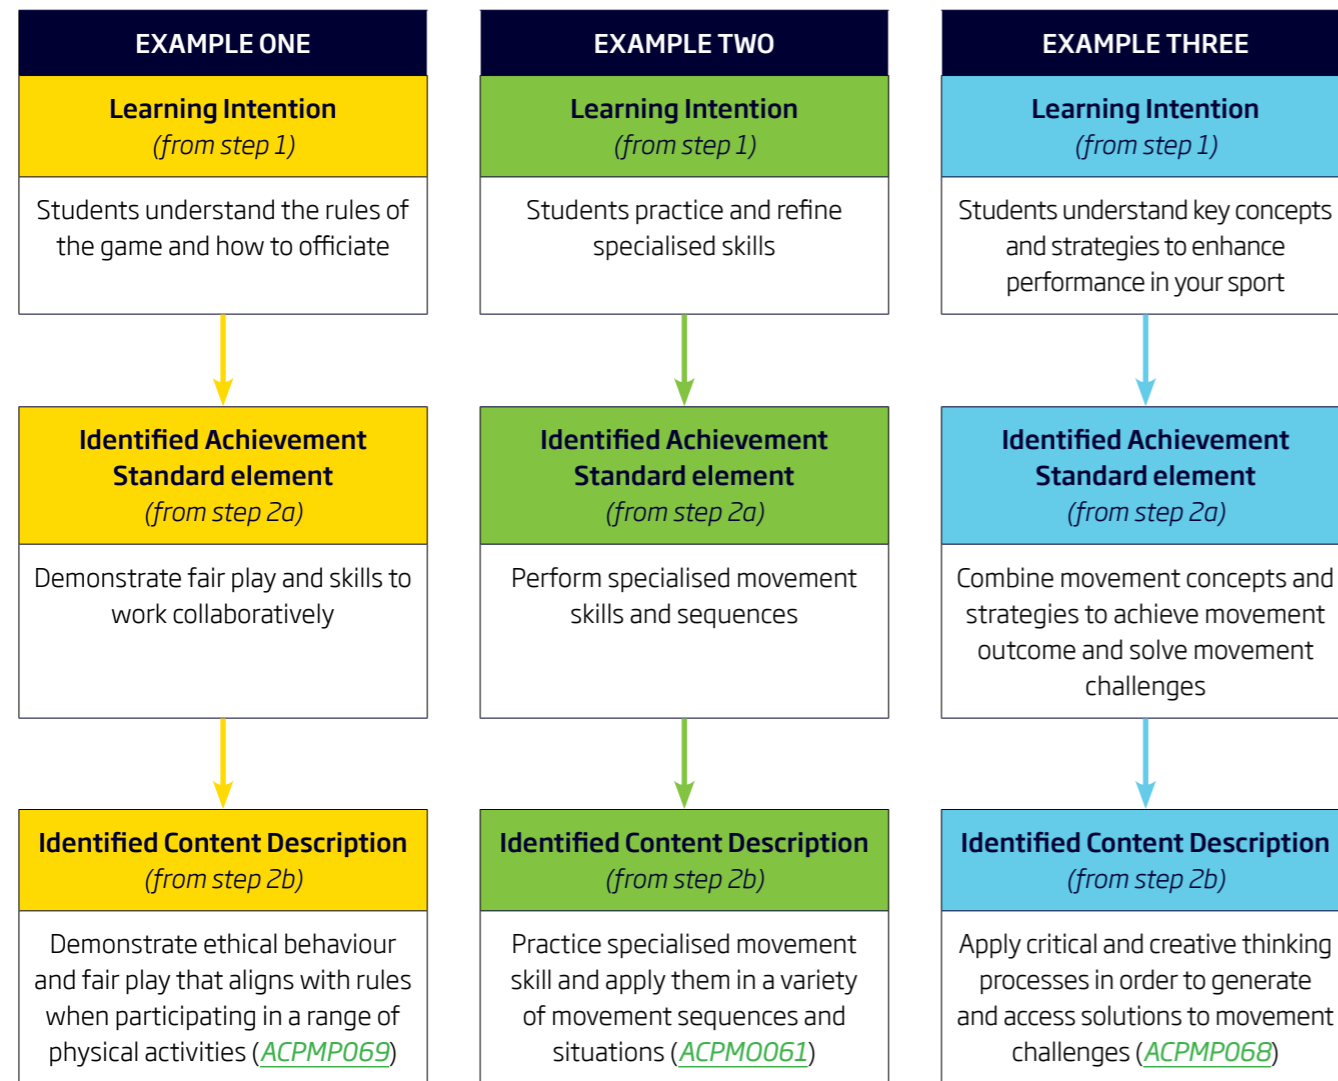 EXAMPLE ONE
Learning Intention
(from step 1)
Students understand the rules of
the game and how to officiate
Identified Achievement
Standard element
(from step 2a)
Demonstrate fair play and skills to
work collaboratively
Identified Content Description
(from step 2b)
Demonstrate ethical behaviour
and fair play that aligns with rules
when participating in a range of
physical activities (ACPMP069)
EXAMPLE TWO
Learning Intention
(from step 1)
Students practice and refine
specialised skills
Identified Achievement
Standard element
(from step 2a)
Perform specialised movement
skills and sequences
Identified Content Description
(from step 2b)
Practice specialised movement
skill and apply them in a variety
of movement sequences and
situations (ACPMO061)
EXAMPLE THREE
Learning Intention
(from step 1)
Students understand key concepts
and strategies to enhance
performance in your sport
Identified Achievement
Standard element
(from step 2a)
Combine movement concepts and
strategies to achieve movement
outcome and solve movement
challenges
Identified Content Description
(from step 2b)
Apply critical and creative thinking
processes in order to generate
and access solutions to movement
challenges (ACPMP068)